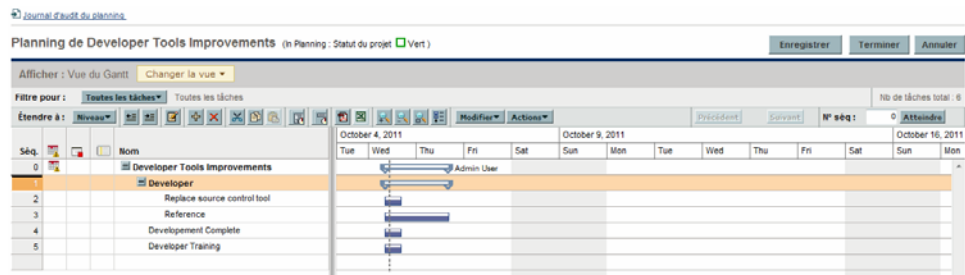 Journal d'audit du planning
Planning de Developer Tools Improvements (In Planning : Statut du projet Vert )
Enregistrer Terminer Annuler
Afficher : Vue du Gantt Changer la vue
Filtre pour : Toutes les tâches Toutes les tâches Nb de tâches total : 6
Étendre à : Niveau Modifier Actions Précédent Suivant N° séq : 0 Atteindre
October 4, 2011 October 9, 2011 October 16, 2011
Séq. Nom Tue Wed Thu Fri Sat Sun Mon Tue Wed Thu Fri Sat Sun Mon
0 Developer Tools Improvements Admin User
1 Developer
2 Replace source control tool
3 Reference
4 Developement Complete
5 Developer Training